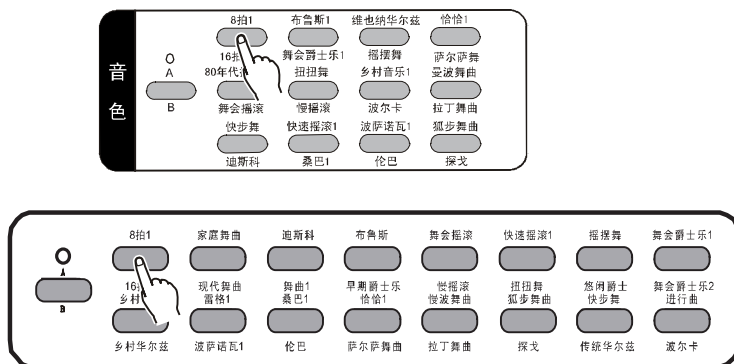 音色
A
B
8拍1 布鲁斯1 维也纳华尔兹 恰恰1
16拍 舞会爵士乐1 摇摆舞 萨尔萨舞
80年代 扭扭舞 乡村音乐1 曼波舞曲
舞会摇滚 慢摇滚 波尔卡 拉丁舞曲
快步舞 快速摇滚1 波萨诺瓦1 狐步舞曲
迪斯科 桑巴1 伦巴 探戈
A
B
8拍1 家庭舞曲 迪斯科 布鲁斯 舞会摇滚 快速摇滚1 摇摆舞 舞会爵士乐1
16 现代舞曲 舞曲1 早期爵士乐 慢摇滚 扭扭舞 悠闲爵士 舞会爵士乐2
乡村 雷格1 桑巴1 恰恰1 慢波舞曲 狐步舞曲 快步舞 进行曲
乡村华尔兹 波萨诺瓦1 伦巴 萨尔萨舞曲 拉丁舞曲 探戈 传统华尔兹 波尔卡